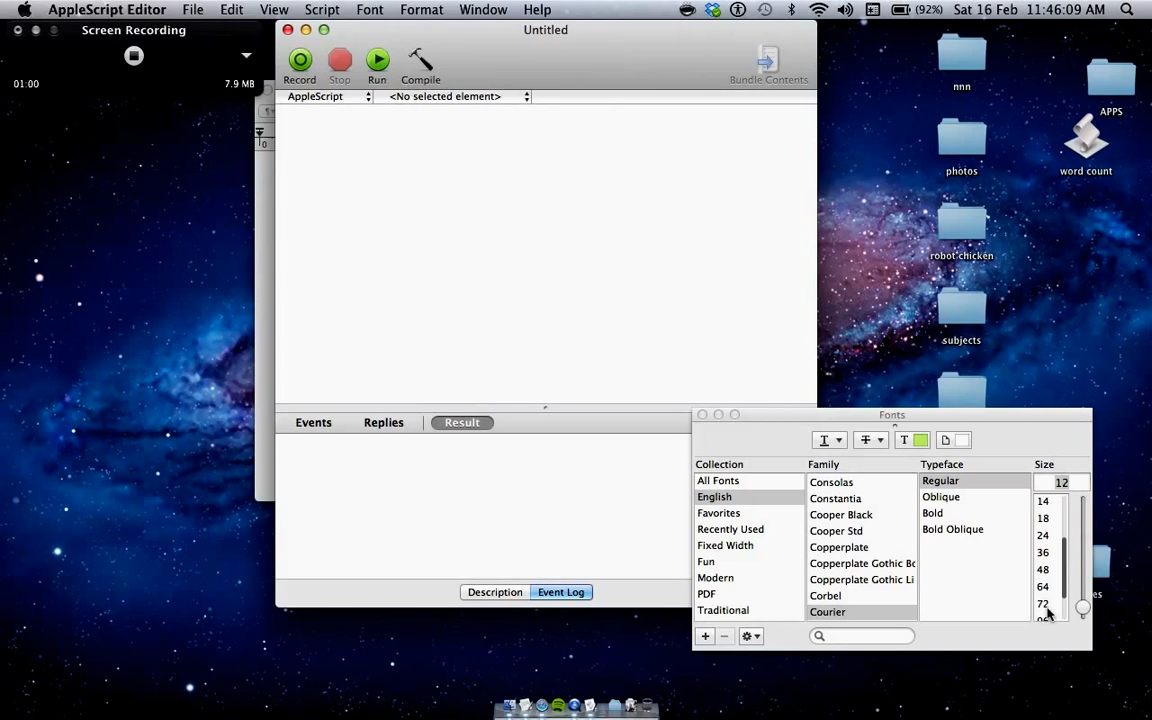 AppleScript Editor File Edit View Script Font Format Window Help (92%) Sat 16 Feb 11:46:09 AM
Screen Recording
01:00 7.9 MB
Untitled
Record Stop Run Compile Bundle Contents
AppleScript <No selected element>
0
Events Replies Result
Description Event Log
nnn
APPS
photos
word count
robot chicken
subjects
Fonts
T T T
Collection Family Typeface Size
All Fonts Consolas Regular 12
English Constantia Oblique 14
Favorites Cooper Black Bold 18
Recently Used Cooper Std Bold Oblique 24
Fixed Width Copperplate 36
Fun Copperplate Gothic Bo 48
Modern Copperplate Gothic Li 64
PDF Corbel 72
Traditional Courier